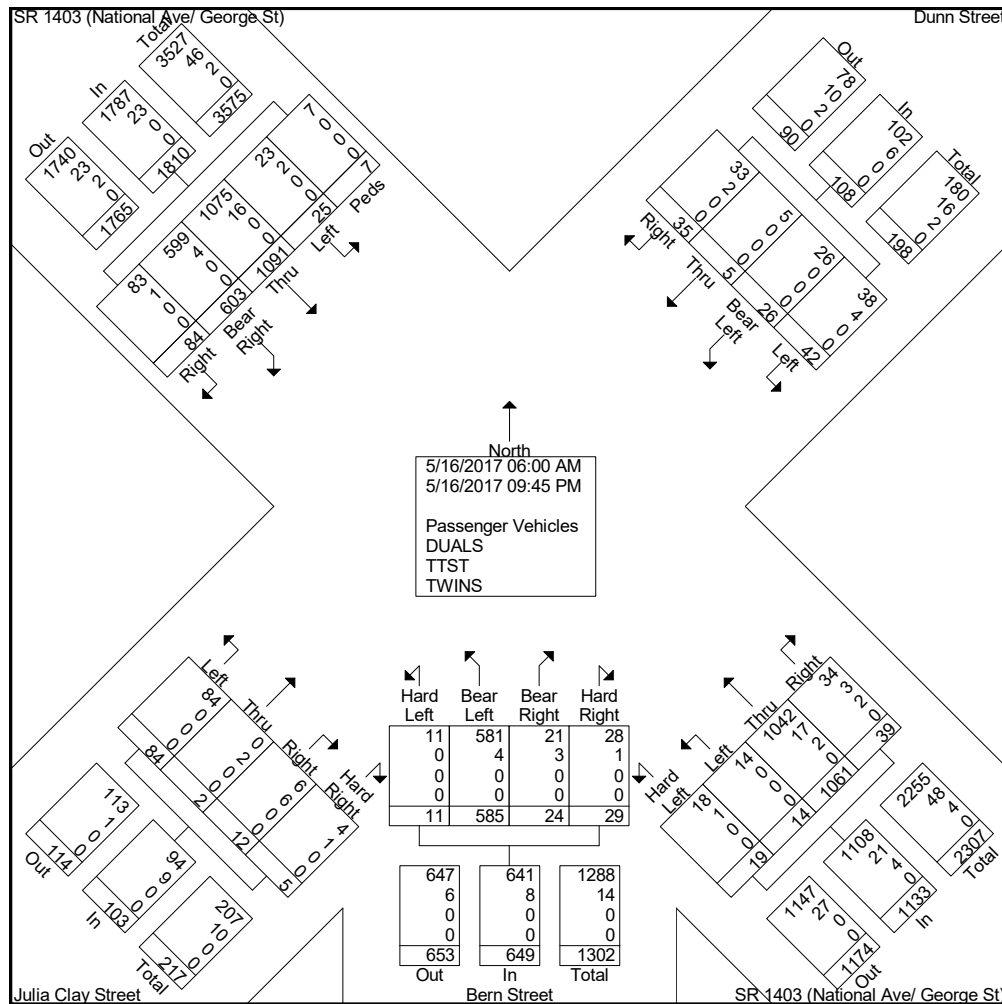 SR 1403 (National Ave/ George St)
Out
1740
23
2
0
1765
In
1787
23
0
0
1810
Total
3527
46
2
0
3575
83
1
0
0
84
Right
599
4
0
0
603
Bear
Right
1075
16
0
0
1091
Thru
23
2
0
0
25
Left
7
0
0
0
7
Peds
Dunn Street
Out
78
10
2
0
90
In
102
6
0
0
108
Total
180
16
2
0
198
33
2
0
0
35
Right
5
0
0
0
5
Thru
26
0
0
0
26
Bear
Left
38
4
0
0
42
Left
North
5/16/2017 06:00 AM
5/16/2017 09:45 PM
Passenger Vehicles
DUALS
TTST
TWINS
Left
84
0
0
0
84
Thru
0
2
0
0
2
Right
6
6
0
0
12
Hard
Right
4
1
0
0
5
113
1
0
0
114
Out
94
9
0
0
103
In
207
10
0
0
217
Total
Julia Clay Street
Hard Bear Bear Hard
Left Left Right Right
11 581 21 28
0 4 3 1
0 0 0 0
0 0 0 0
11 585 24 29
647 641 1288
6 8 14
0 0 0
0 0 0
653 649 1302
Out In Total
Bern Street
Hard
Left
18
1
0
0
19
Left
14
0
0
0
14
Thru
1042
17
2
0
1061
Right
34
3
2
0
39
1147
27
0
0
1174
Out
1108
21
4
0
1133
In
2255
48
4
0
2307
Total
SR 1403 (National Ave/ George St)